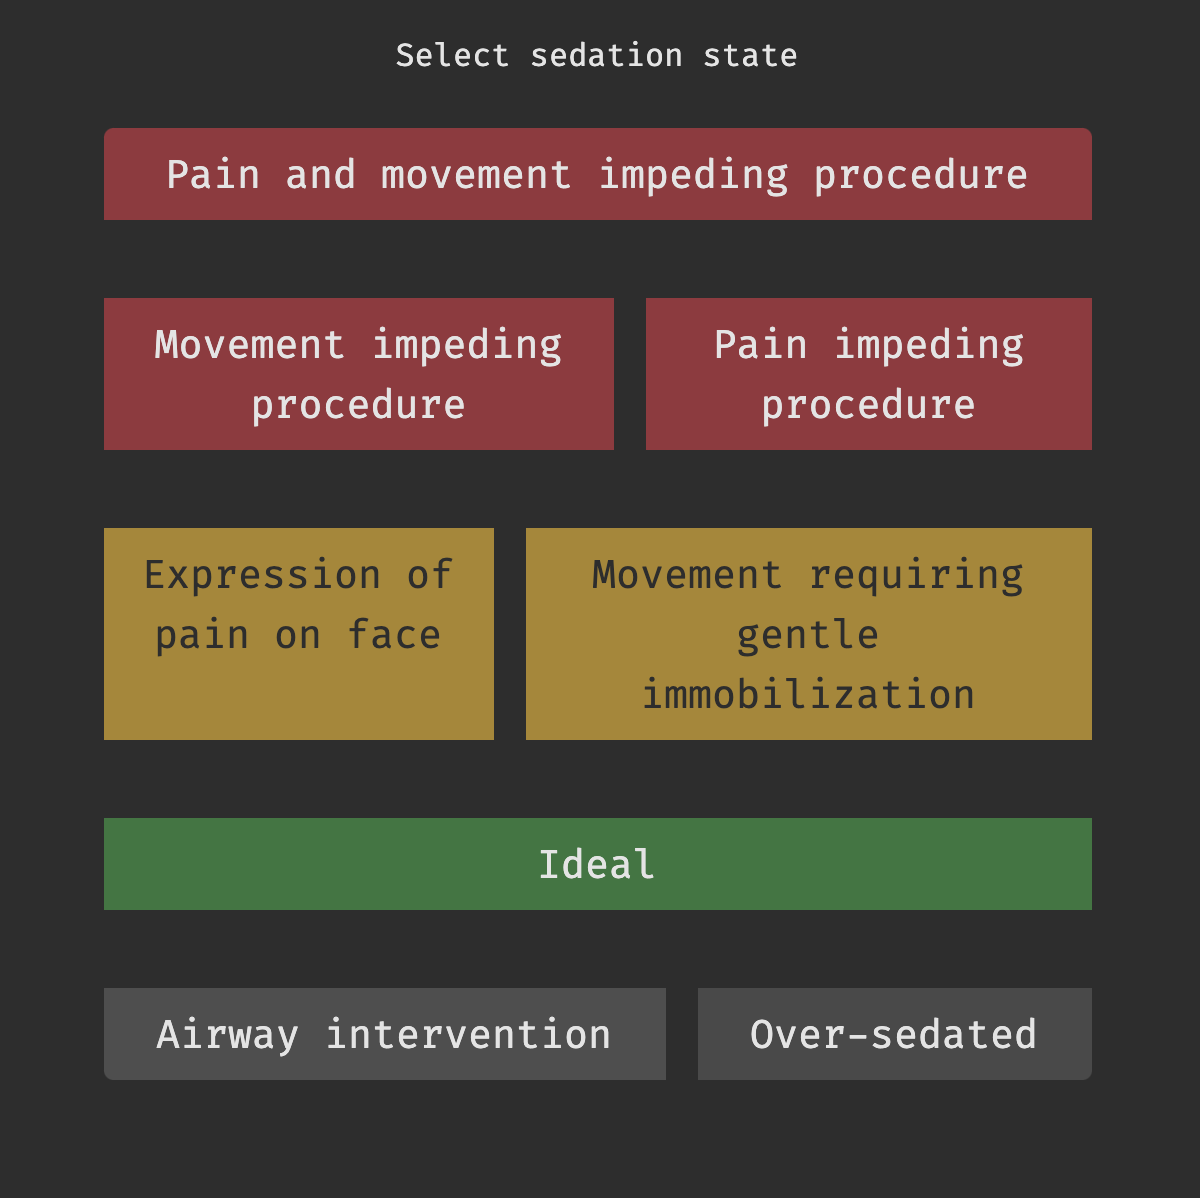 Select sedation state
Pain and movement impeding procedure
Movement impeding
procedure
Pain impeding
procedure
Expression of
pain on face
Movement requiring
gentle
immobilization
Ideal
Airway intervention
Over-sedated